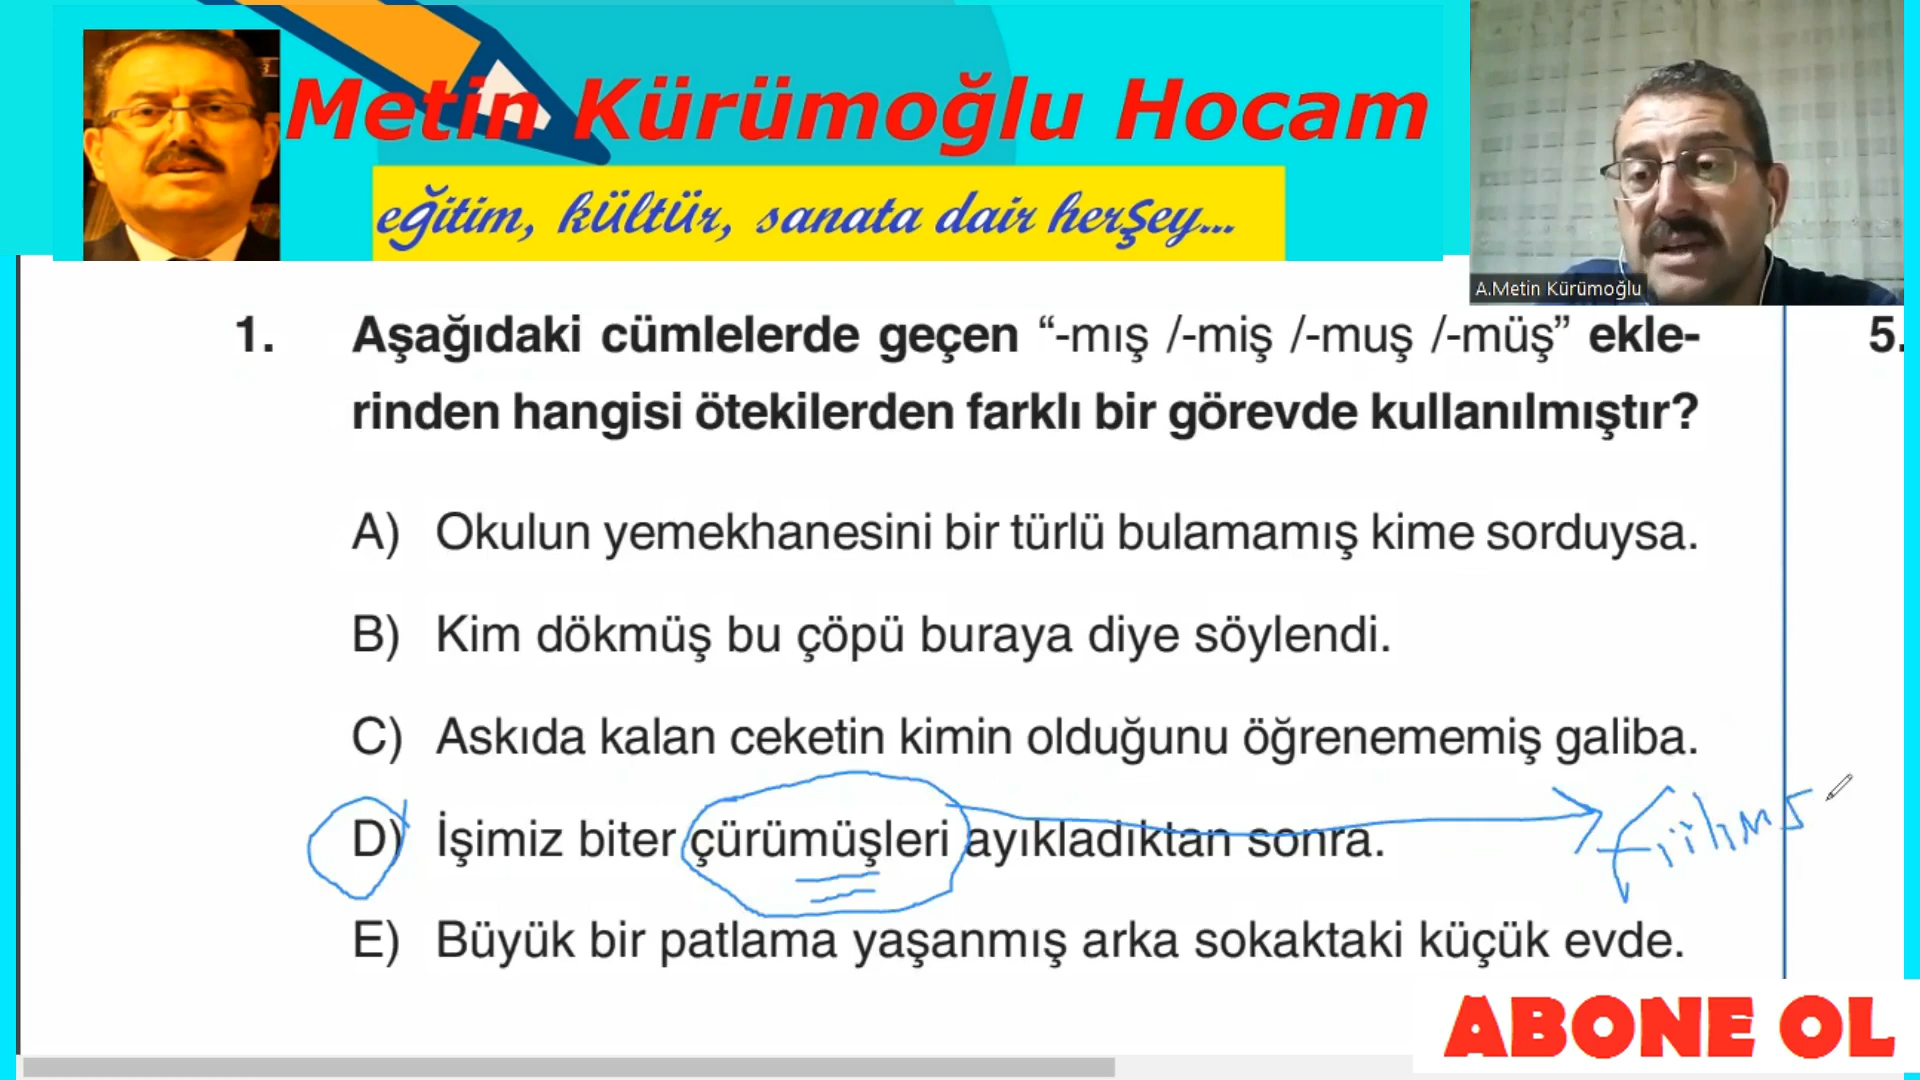 Metin Kürümoğlu Hocam
eğitim, kültür, sanata dair herşey...
A.Metin Kürümoğlu
1. Aşağıdaki cümlelerde geçen “-mış /-miş /-muş /-müş” ekle-
rinden hangisi ötekilerden farklı bir görevde kullanılmıştır?
5.
A) Okulun yemekhanesini bir türlü bulamamış kime sorduysa.
B) Kim dökmüş bu çöpü buraya diye söylendi.
C) Askıda kalan ceketin kimin olduğunu öğrenememiş galiba.
D) İşimiz biter çürümüşleri ayıkladıktan sonra.
E) Büyük bir patlama yaşanmış arka sokaktaki küçük evde.
ABONE OL